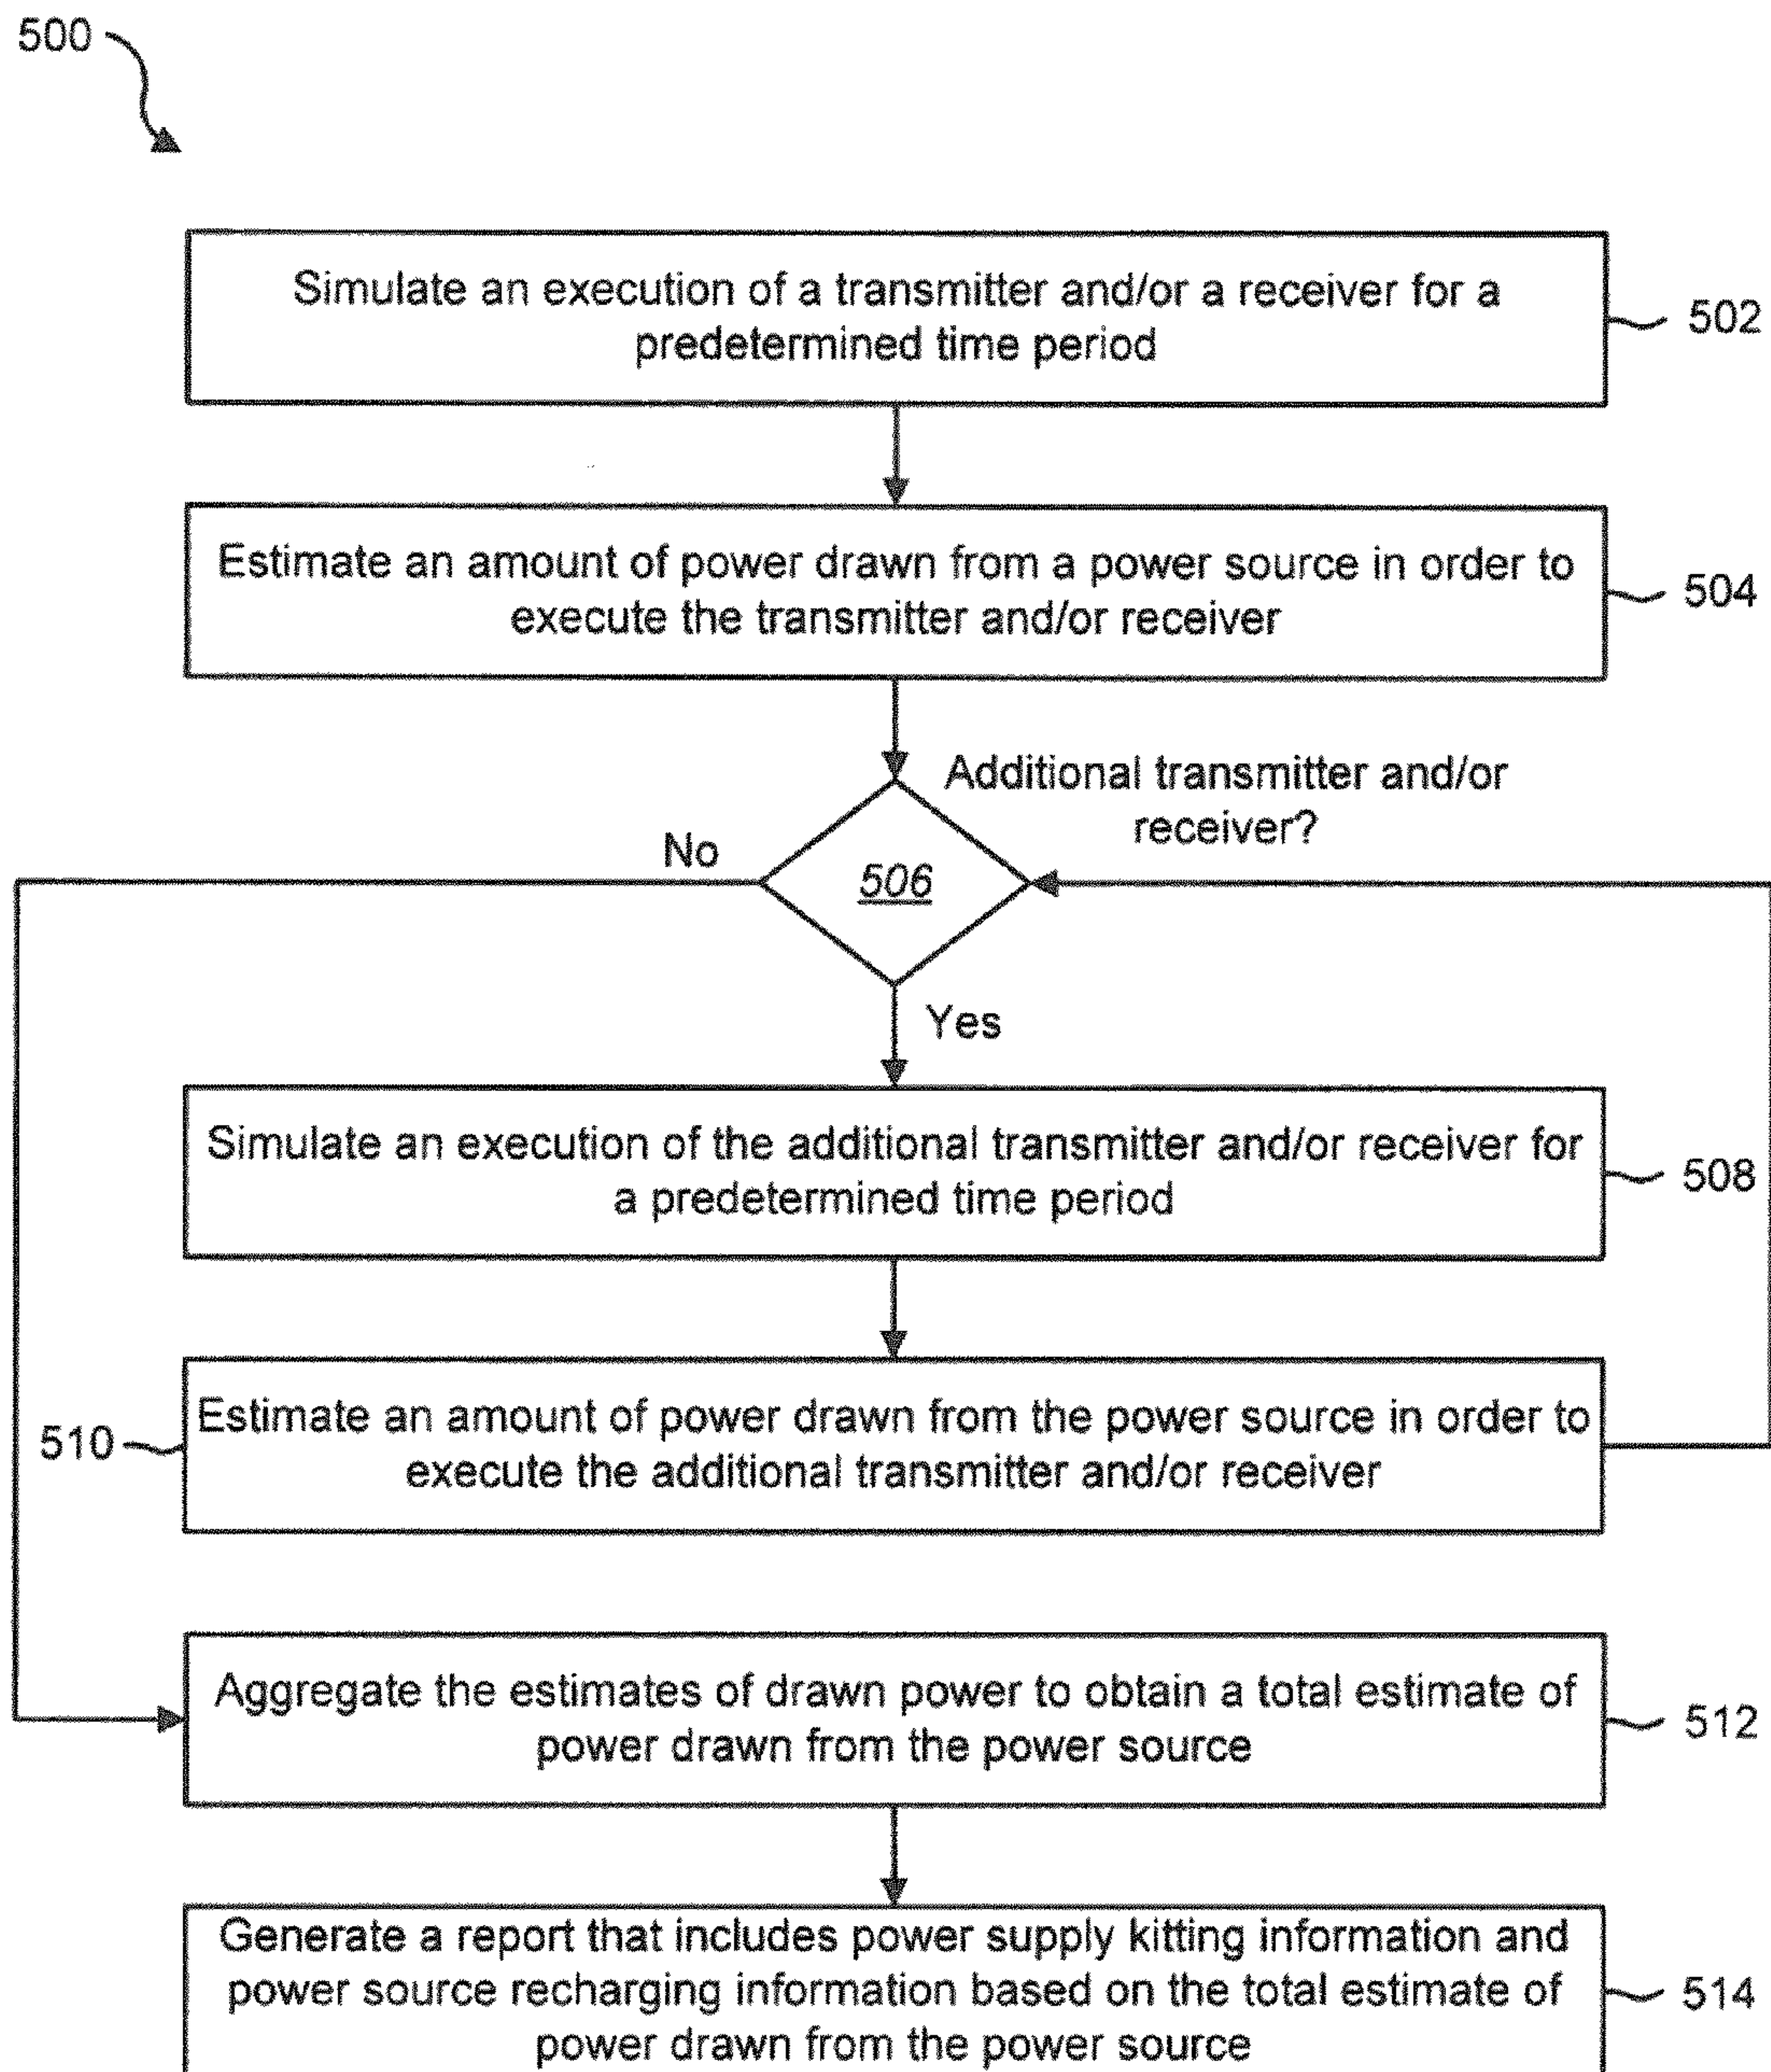 500
Simulate an execution of a transmitter and/or a receiver for a
predetermined time period
502
Estimate an amount of power drawn from a power source in order to
execute the transmitter and/or receiver
504
Additional transmitter and/or
receiver?
No
506
Yes
Simulate an execution of the additional transmitter and/or receiver for
a predetermined time period
508
Estimate an amount of power drawn from the power source in order to
execute the additional transmitter and/or receiver
510
Aggregate the estimates of drawn power to obtain a total estimate of
power drawn from the power source
512
Generate a report that includes power supply kitting information and
power source recharging information based on the total estimate of
power drawn from the power source
514